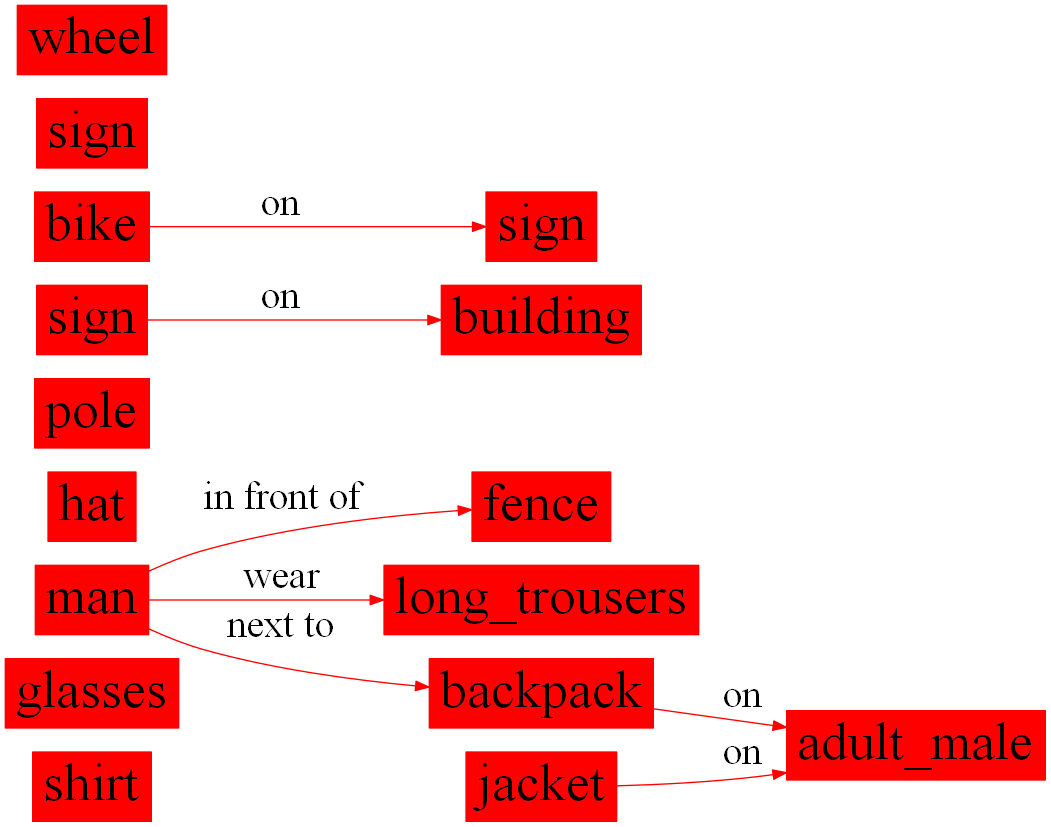 wheel
sign
bike on sign
sign on building
pole
hat in front of fence
man wear long_trousers
next to
glasses backpack on adult_male
shirt jacket on